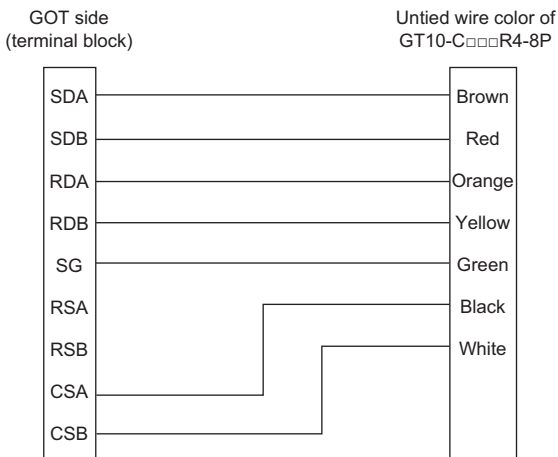 GOT side
(terminal block)
Untied wire color of
GT10-C□□□R4-8P
SDA
Brown
SDB
Red
RDA
Orange
RDB
Yellow
SG
Green
RSA
Black
RSB
White
CSA
CSB